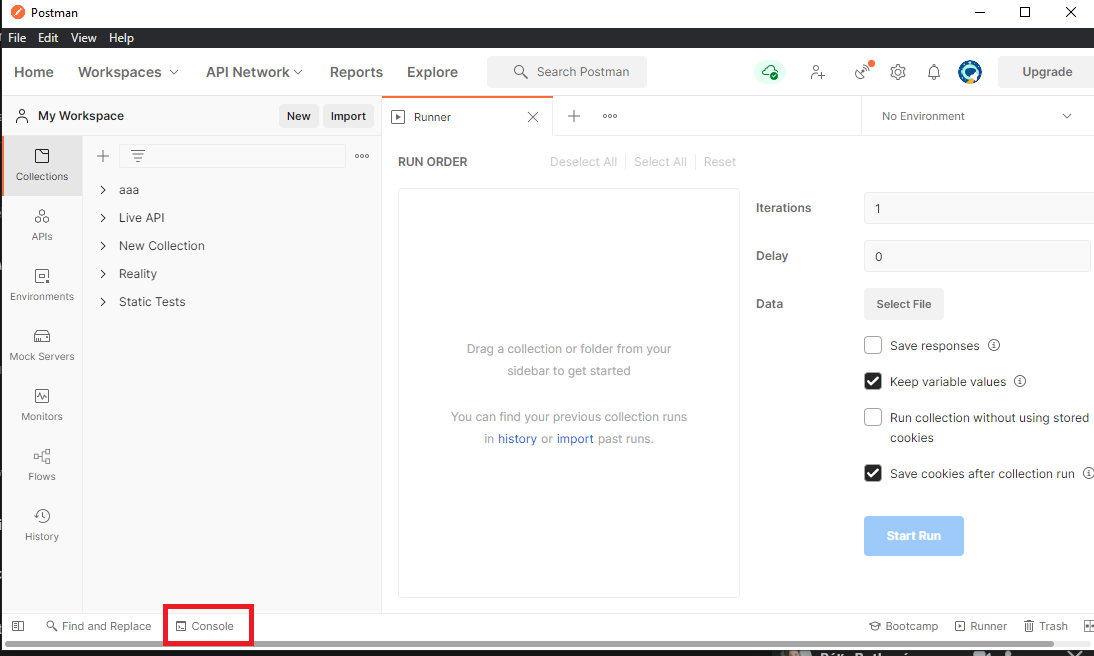 Postman
File Edit View Help
Home Workspaces API Network Reports Explore Search Postman Upgrade
My Workspace New Import Runner No Environment
Collections
APIs
Environments
Mock Servers
Monitors
Flows
History
aaa
Live API
New Collection
Reality
Static Tests
RUN ORDER Deselect All Select All Reset
Drag a collection or folder from your
sidebar to get started
You can find your previous collection runs
in history or import past runs.
Iterations 1
Delay 0
Data Select File
Save responses
Keep variable values
Run collection without using stored
cookies
Save cookies after collection run
Start Run
Find and Replace Console Bootcamp Runner Trash